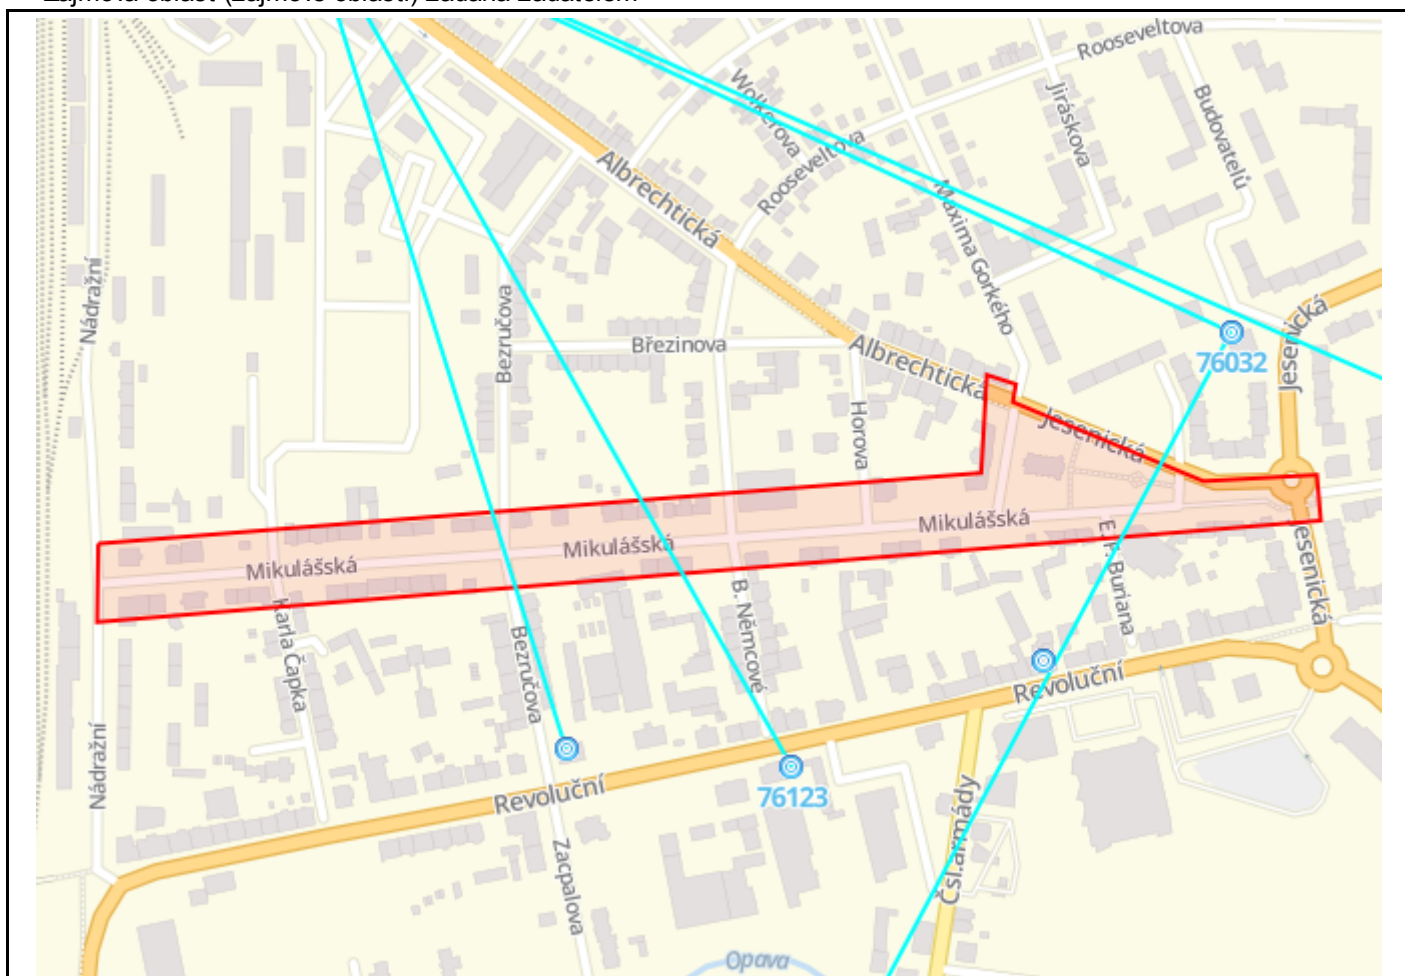 Zájmová oblast (zájmové oblasti) zadaná žadatelem
Rooseveltova
Wolkerova
Jiráskova
Budovatelů
Rooseveltova
Albrechtická
Maxima Gorkého
Nádražní
Bezručova
Březinova
Albrechtická
Jesenická
76032
Horova
Jesenická
Mikulášská
Mikulášská
Mikulášská
E. F. Buriana
Jesenická
Karla Čapka
B. Němcové
Bezručova
Revoluční
Nádražní
Revoluční
76123
Čsl.armády
Zacpalova
Opava